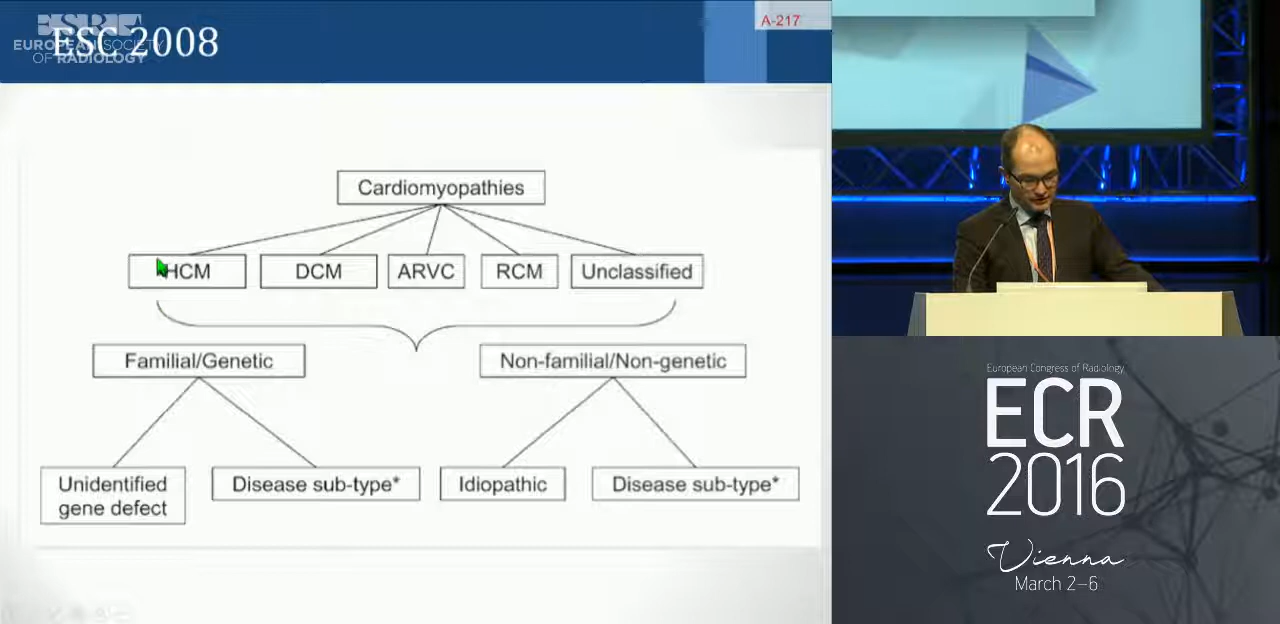 ESR
EUROPEAN SOCIETY
OF RADIOLOGY
ESC 2008
A-217
Cardiomyopathies
HCM
DCM
ARVC
RCM
Unclassified
Familial/Genetic
Non-familial/Non-genetic
Unidentified
gene defect
Disease sub-type*
Idiopathic
Disease sub-type*
European Congress of Radiology
ECR
2016
Vienna
March 2–6